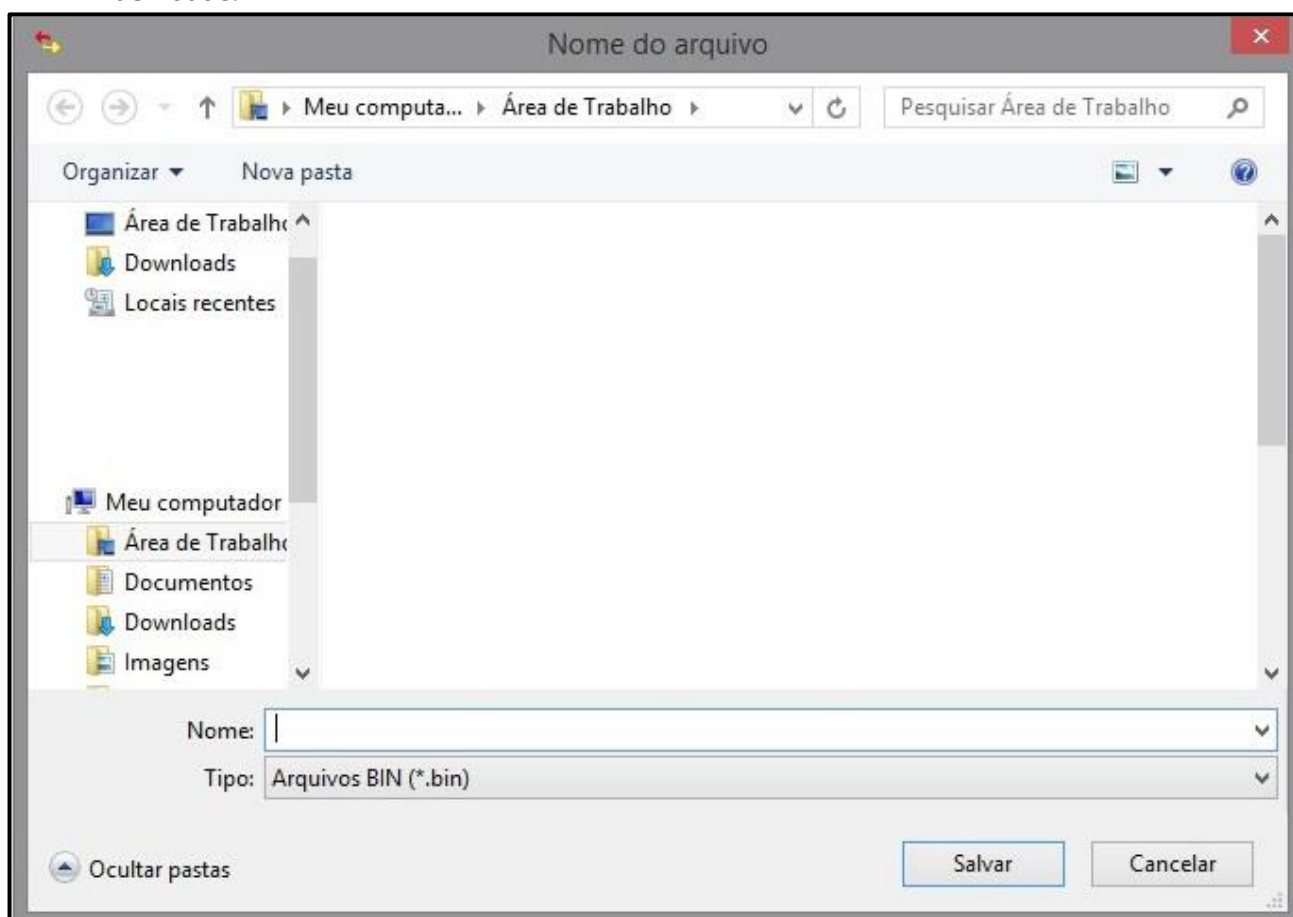 Nome do arquivo
Meu computa... Área de Trabalho
Pesquisar Área de Trabalho
Organizar
Nova pasta
Área de Trabalho
Downloads
Locais recentes
Meu computador
Área de Trabalho
Documentos
Downloads
Imagens
Nome:
Tipo: Arquivos BIN (*.bin)
Ocultar pastas
Salvar
Cancelar